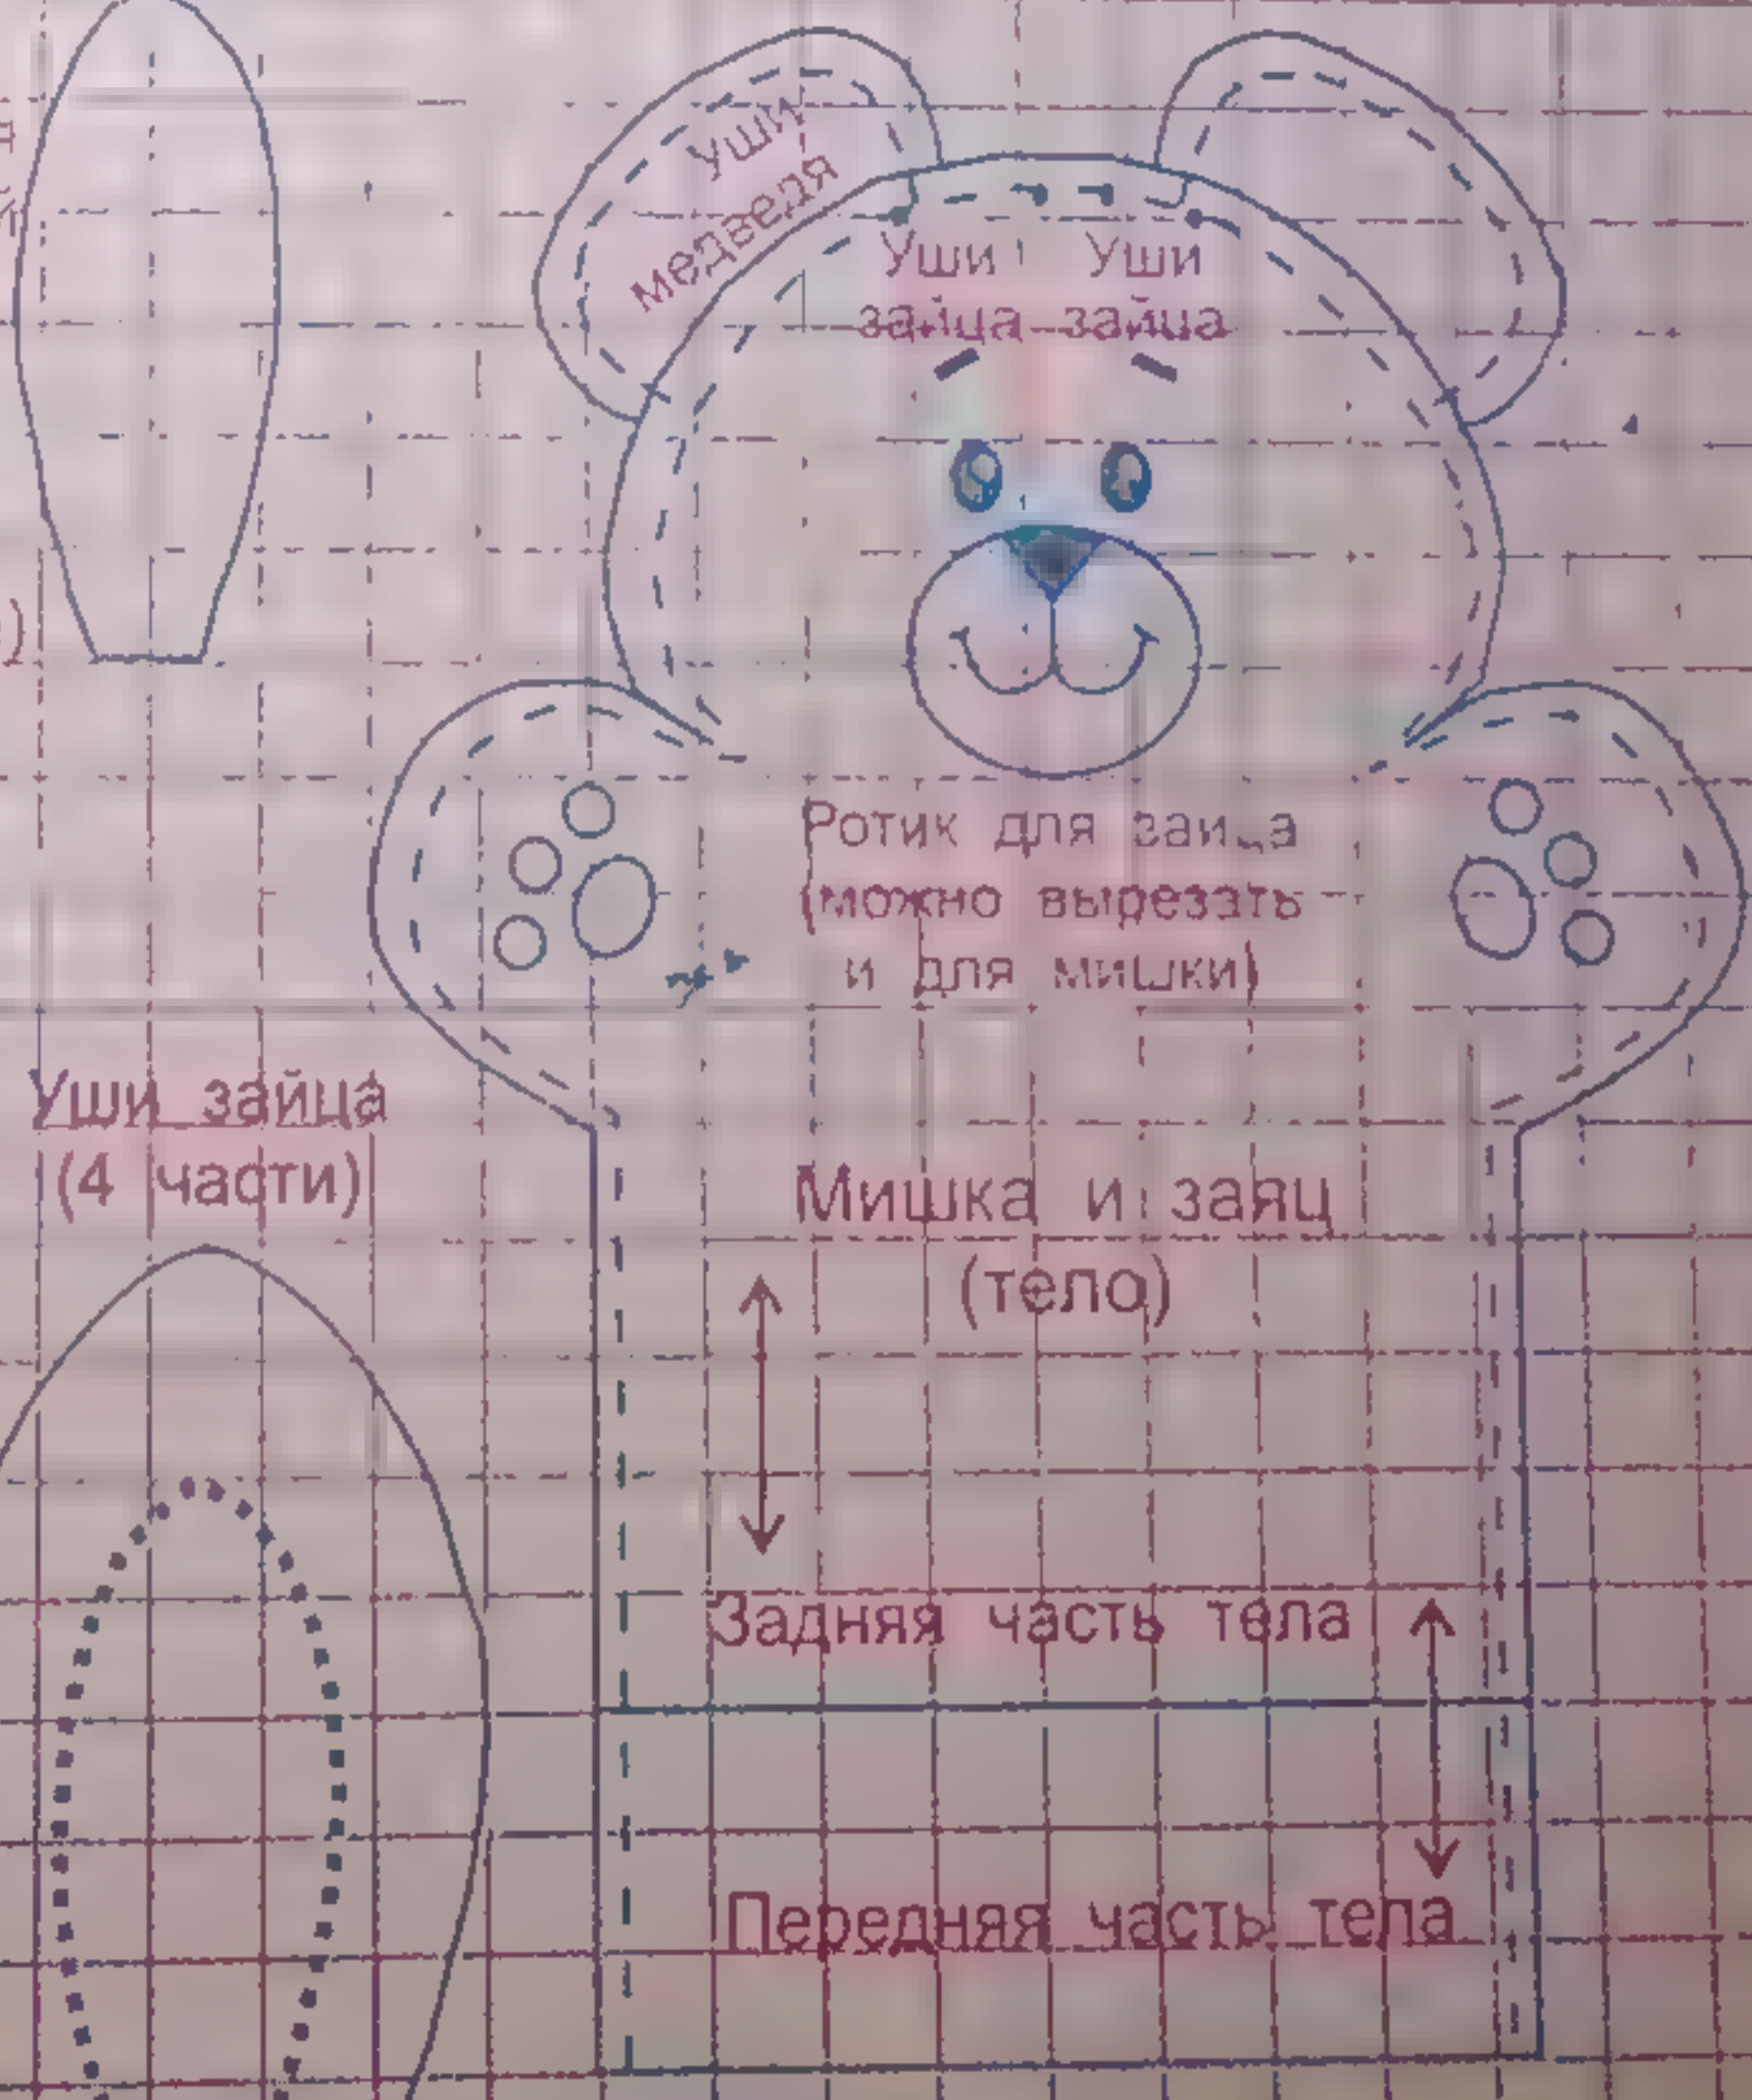 Уши
медведя
Уши Уши
зайца зайца
Ротик для зайца
(можно вырезать
и для мишки)
Уши зайца
(4 части)
Мишка и заяц
(тело)
Задняя часть тела
Передняя часть тела